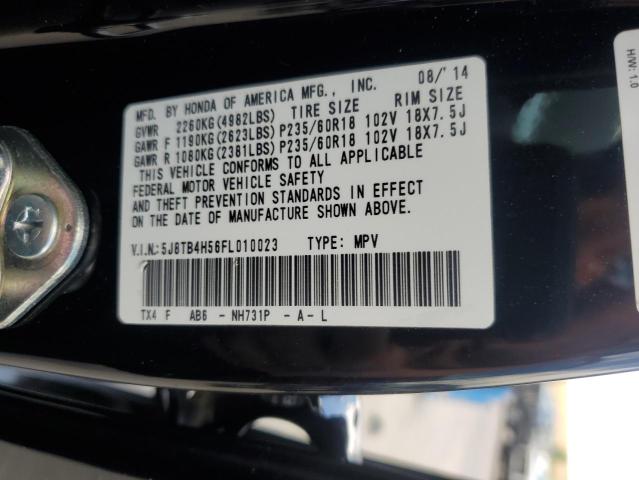 MFD. BY HONDA OF AMERICA MFG., INC. 08/'14
GVWR 2260KG(4982LBS) TIRE SIZE RIM SIZE
GAWR F 1190KG(2623LBS) P235/60R18 102V 18X7.5J
GAWR R 1080KG(2381LBS) P235/60R18 102V 18X7.5J
THIS VEHICLE CONFORMS TO ALL APPLICABLE
FEDERAL MOTOR VEHICLE SAFETY
AND THEFT PREVENTION STANDARDS IN EFFECT
ON THE DATE OF MANUFACTURE SHOWN ABOVE.
V.I.N.: 5J8TB4H56FL010023 TYPE: MPV
TX4 F AB6 - NH731P - A - L
H/W: 1.0